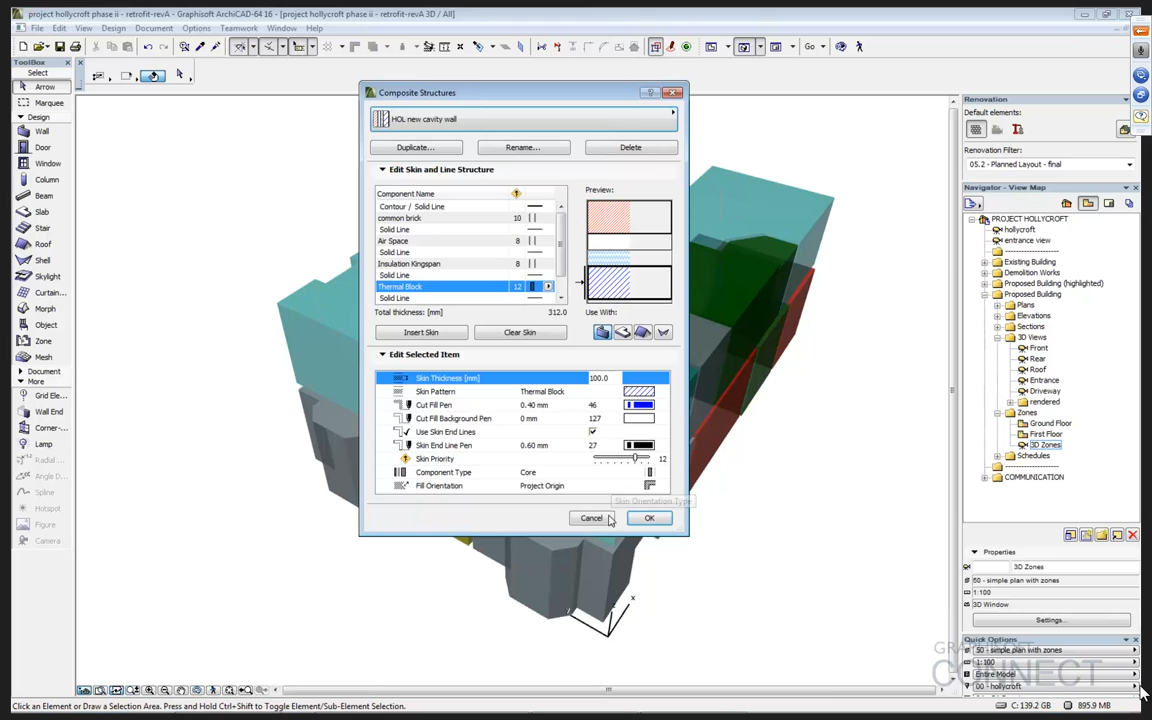 project hollycroft phase ii - retrofit-revA - Graphisoft ArchiCAD-64 16 - [project hollycroft phase ii - retrofit-revA 3D / All]
File Edit View Design Document Options Teamwork Window Help
Go
ToolBox
Select
Arrow
Marquee
Design
Wall
Door
Window
Column
Beam
Slab
Stair
Roof
Shell
Skylight
Curtain...
Morph
Object
Zone
Mesh
Document
More
Grid Ele...
Wall End
Corner-...
Lamp
Radial ...
Angle D...
Spline
Hotspot
Figure
Camera
Composite Structures
HOL new cavity wall
Duplicate...
Rename...
Delete
Edit Skin and Line Structure
Component Name
Contour / Solid Line
common brick 10
Solid Line
Air Space 8
Solid Line
Insulation Kingspan 8
Solid Line
Thermal Block 12
Solid Line
Total thickness: [mm] 312.0
Preview:
Use With:
Insert Skin
Clear Skin
Edit Selected Item
Skin Thickness [mm] 100.0
Skin Pattern Thermal Block
Cut Fill Pen 0.40 mm 46
Cut Fill Background Pen 0 mm 127
Use Skin End Lines
Skin End Line Pen 0.60 mm 27
Skin Priority 12
Component Type Core
Fill Orientation Project Origin
Skin Orientation Type
Cancel
OK
x
Renovation
Default elements:
Renovation Filter:
05.2 - Planned Layout - final
Navigator - View Map
PROJECT HOLLYCROFT
hollycroft
entrance view
--------------------
Existing Building
Demolition Works
Proposed Building (highlighted)
Proposed Building
Plans
Elevations
Sections
3D Views
Front
Rear
Roof
Entrance
Driveway
rendered
Zones
Ground Floor
First Floor
3D Zones
Schedules
--------------------
COMMUNICATION
Properties
3D Zones
50 - simple plan with zones
1:100
3D Window
Settings...
Quick Options
50 - simple plan with zones
1:100
Entire Model
00 - hollycroft
GRAPHISOFT
CONNECT
Click an Element or Draw a Selection Area. Press and Hold Ctrl+Shift to Toggle Element/Sub-Element Selection.
C: 139.2 GB
895.9 MB